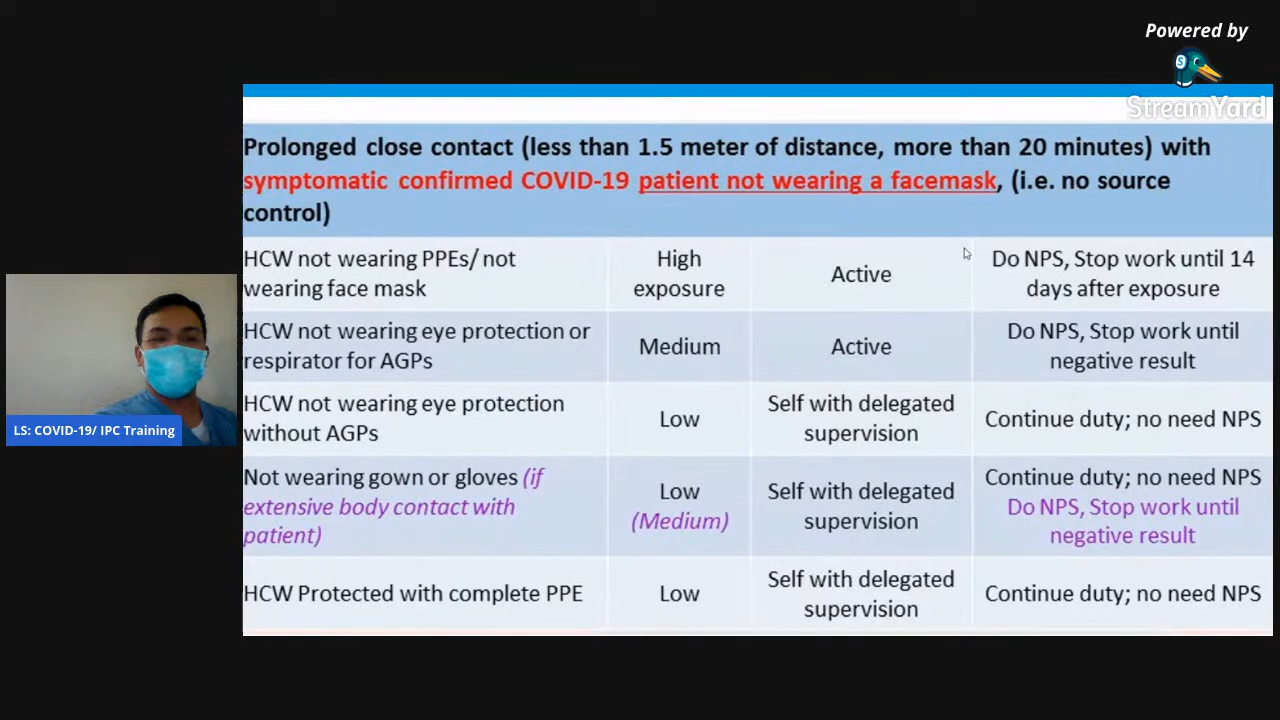 Powered by
StreamYard
Prolonged close contact (less than 1.5 meter of distance, more than 20 minutes) with
symptomatic confirmed COVID-19 patient not wearing a facemask, (i.e. no source
control)
HCW not wearing PPEs/ not
wearing face mask
High
exposure
Active
Do NPS, Stop work until 14
days after exposure
HCW not wearing eye protection or
respirator for AGPs
Medium
Active
Do NPS, Stop work until
negative result
HCW not wearing eye protection
without AGPs
Low
Self with delegated
supervision
Continue duty; no need NPS
Not wearing gown or gloves (if
extensive body contact with
patient)
Low
(Medium)
Self with delegated
supervision
Continue duty; no need NPS
Do NPS, Stop work until
negative result
HCW Protected with complete PPE
Low
Self with delegated
supervision
Continue duty; no need NPS
LS: COVID-19/ IPC Training